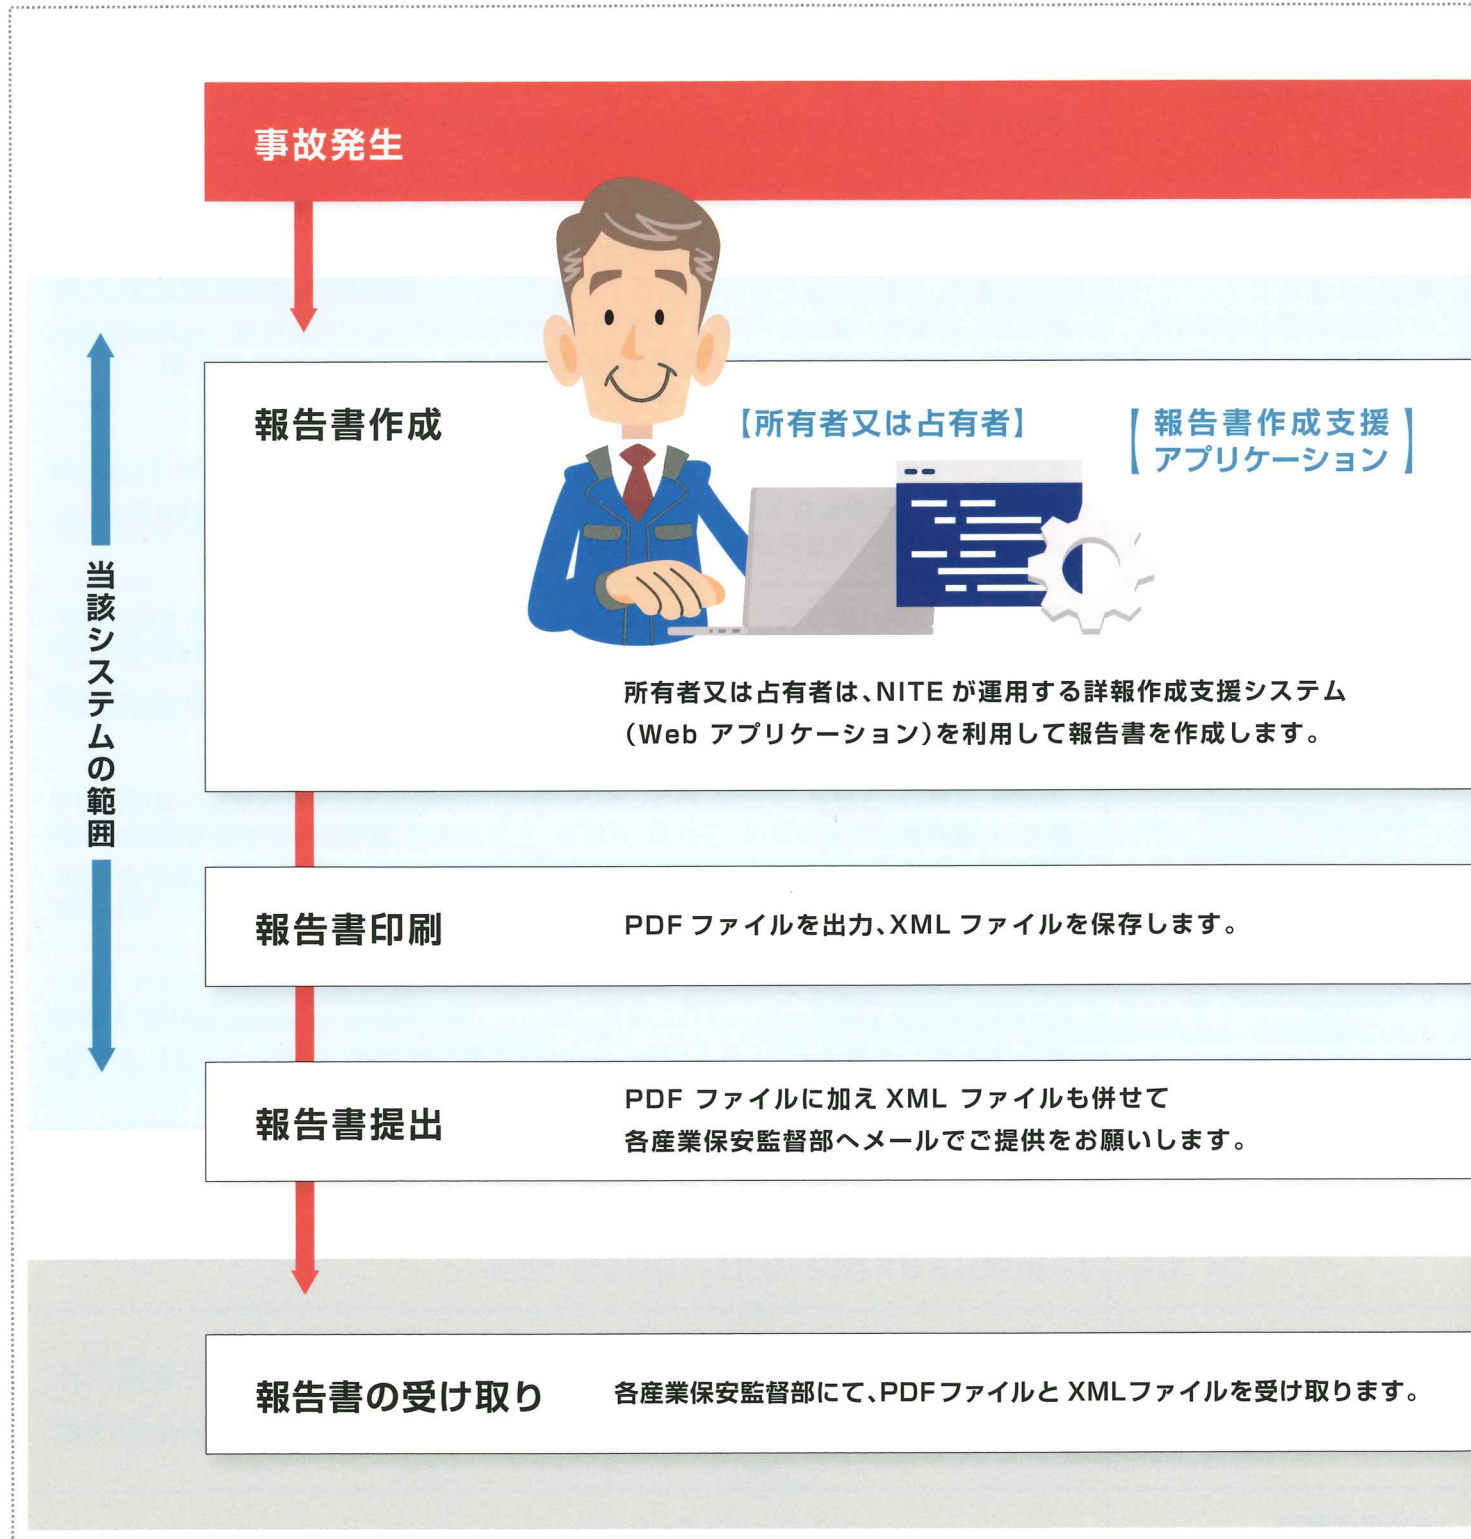 事故発生
報告書作成
【所有者又は占有者】
【報告書作成支援
アプリケーション】
所有者又は占有者は、NITE が運用する詳報作成支援システム
(Web アプリケーション)を利用して報告書を作成します。
当該システムの範囲
報告書印刷
PDF ファイルを出力、XML ファイルを保存します。
報告書提出
PDF ファイルに加え XML ファイルも併せて
各産業保安監督部へメールでご提供をお願いします。
報告書の受け取り
各産業保安監督部にて、PDFファイルと XMLファイルを受け取ります。